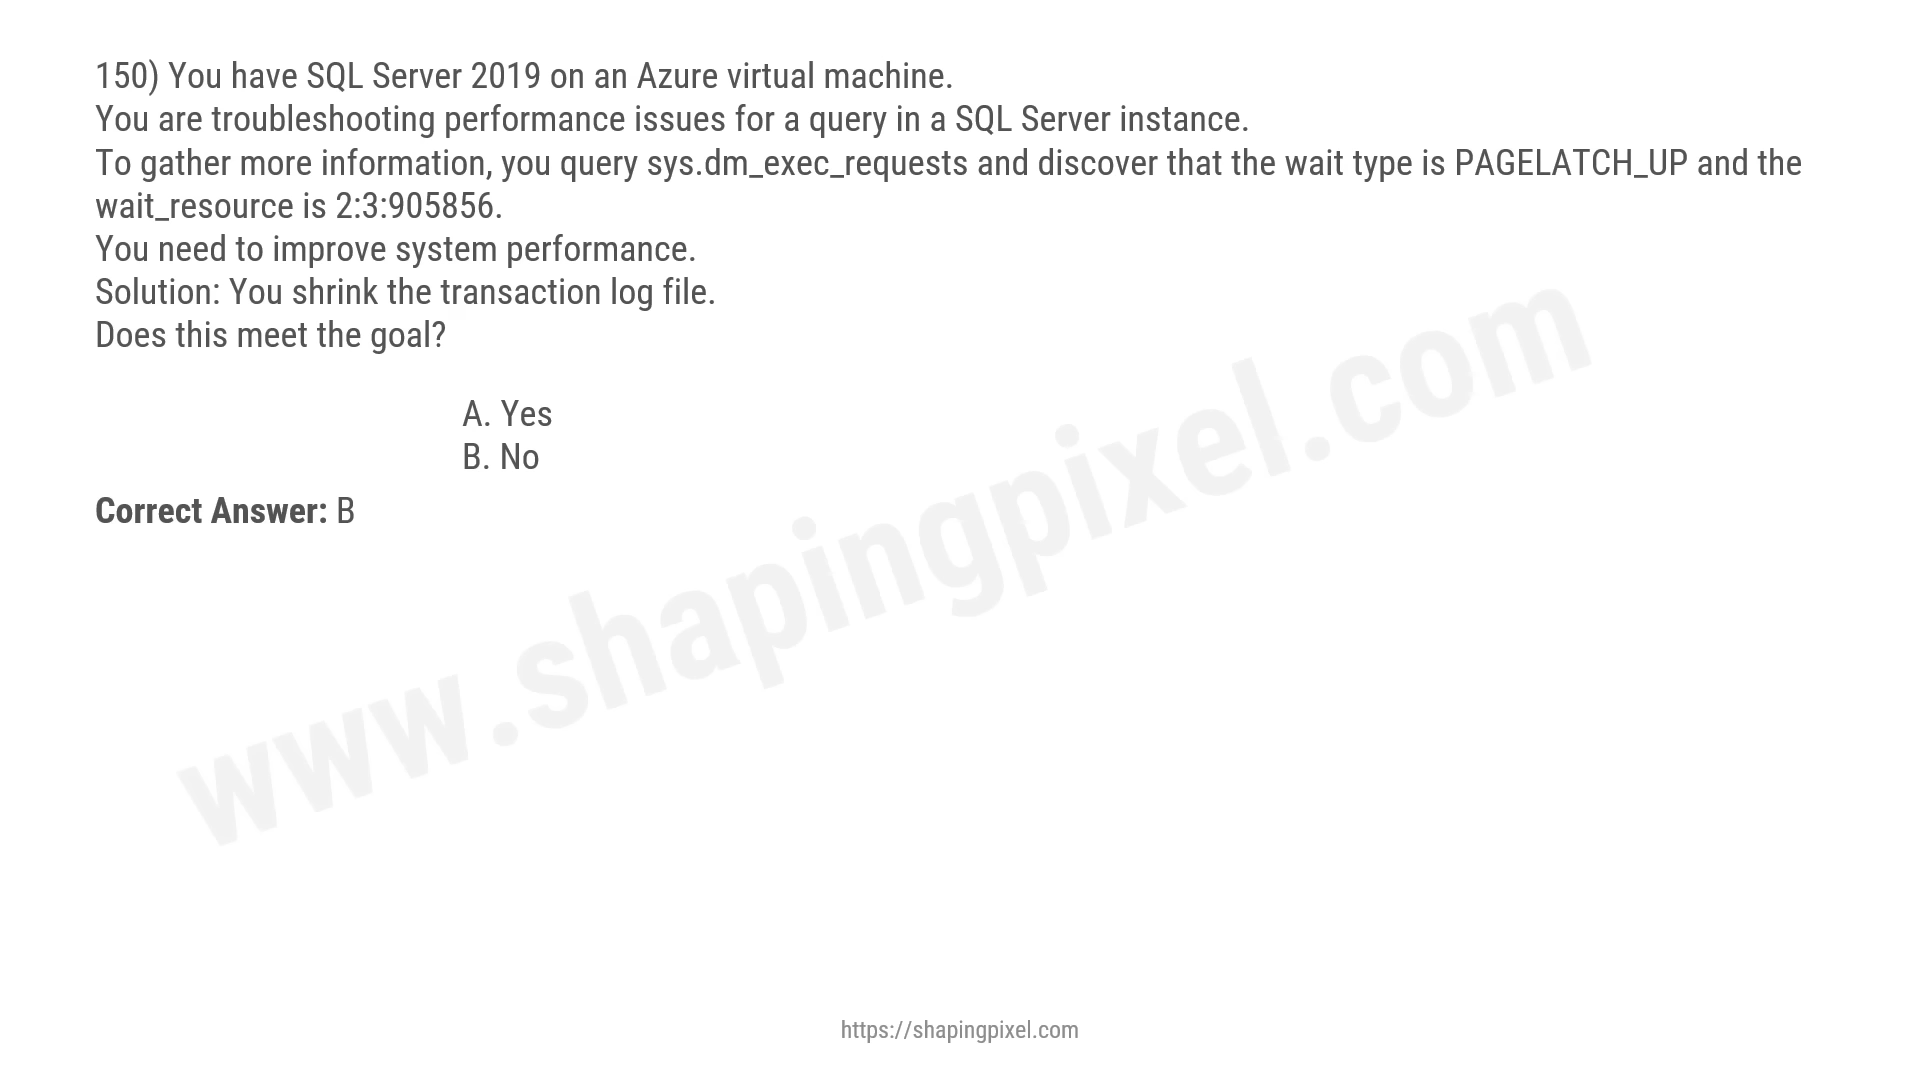 150) You have SQL Server 2019 on an Azure virtual machine.
You are troubleshooting performance issues for a query in a SQL Server instance.
To gather more information, you query sys.dm_exec_requests and discover that the wait type is PAGELATCH_UP and the
wait_resource is 2:3:905856.
You need to improve system performance.
Solution: You shrink the transaction log file.
Does this meet the goal?
A. Yes
B. No
Correct Answer: B
www.shapingpixel.com
https://shapingpixel.com